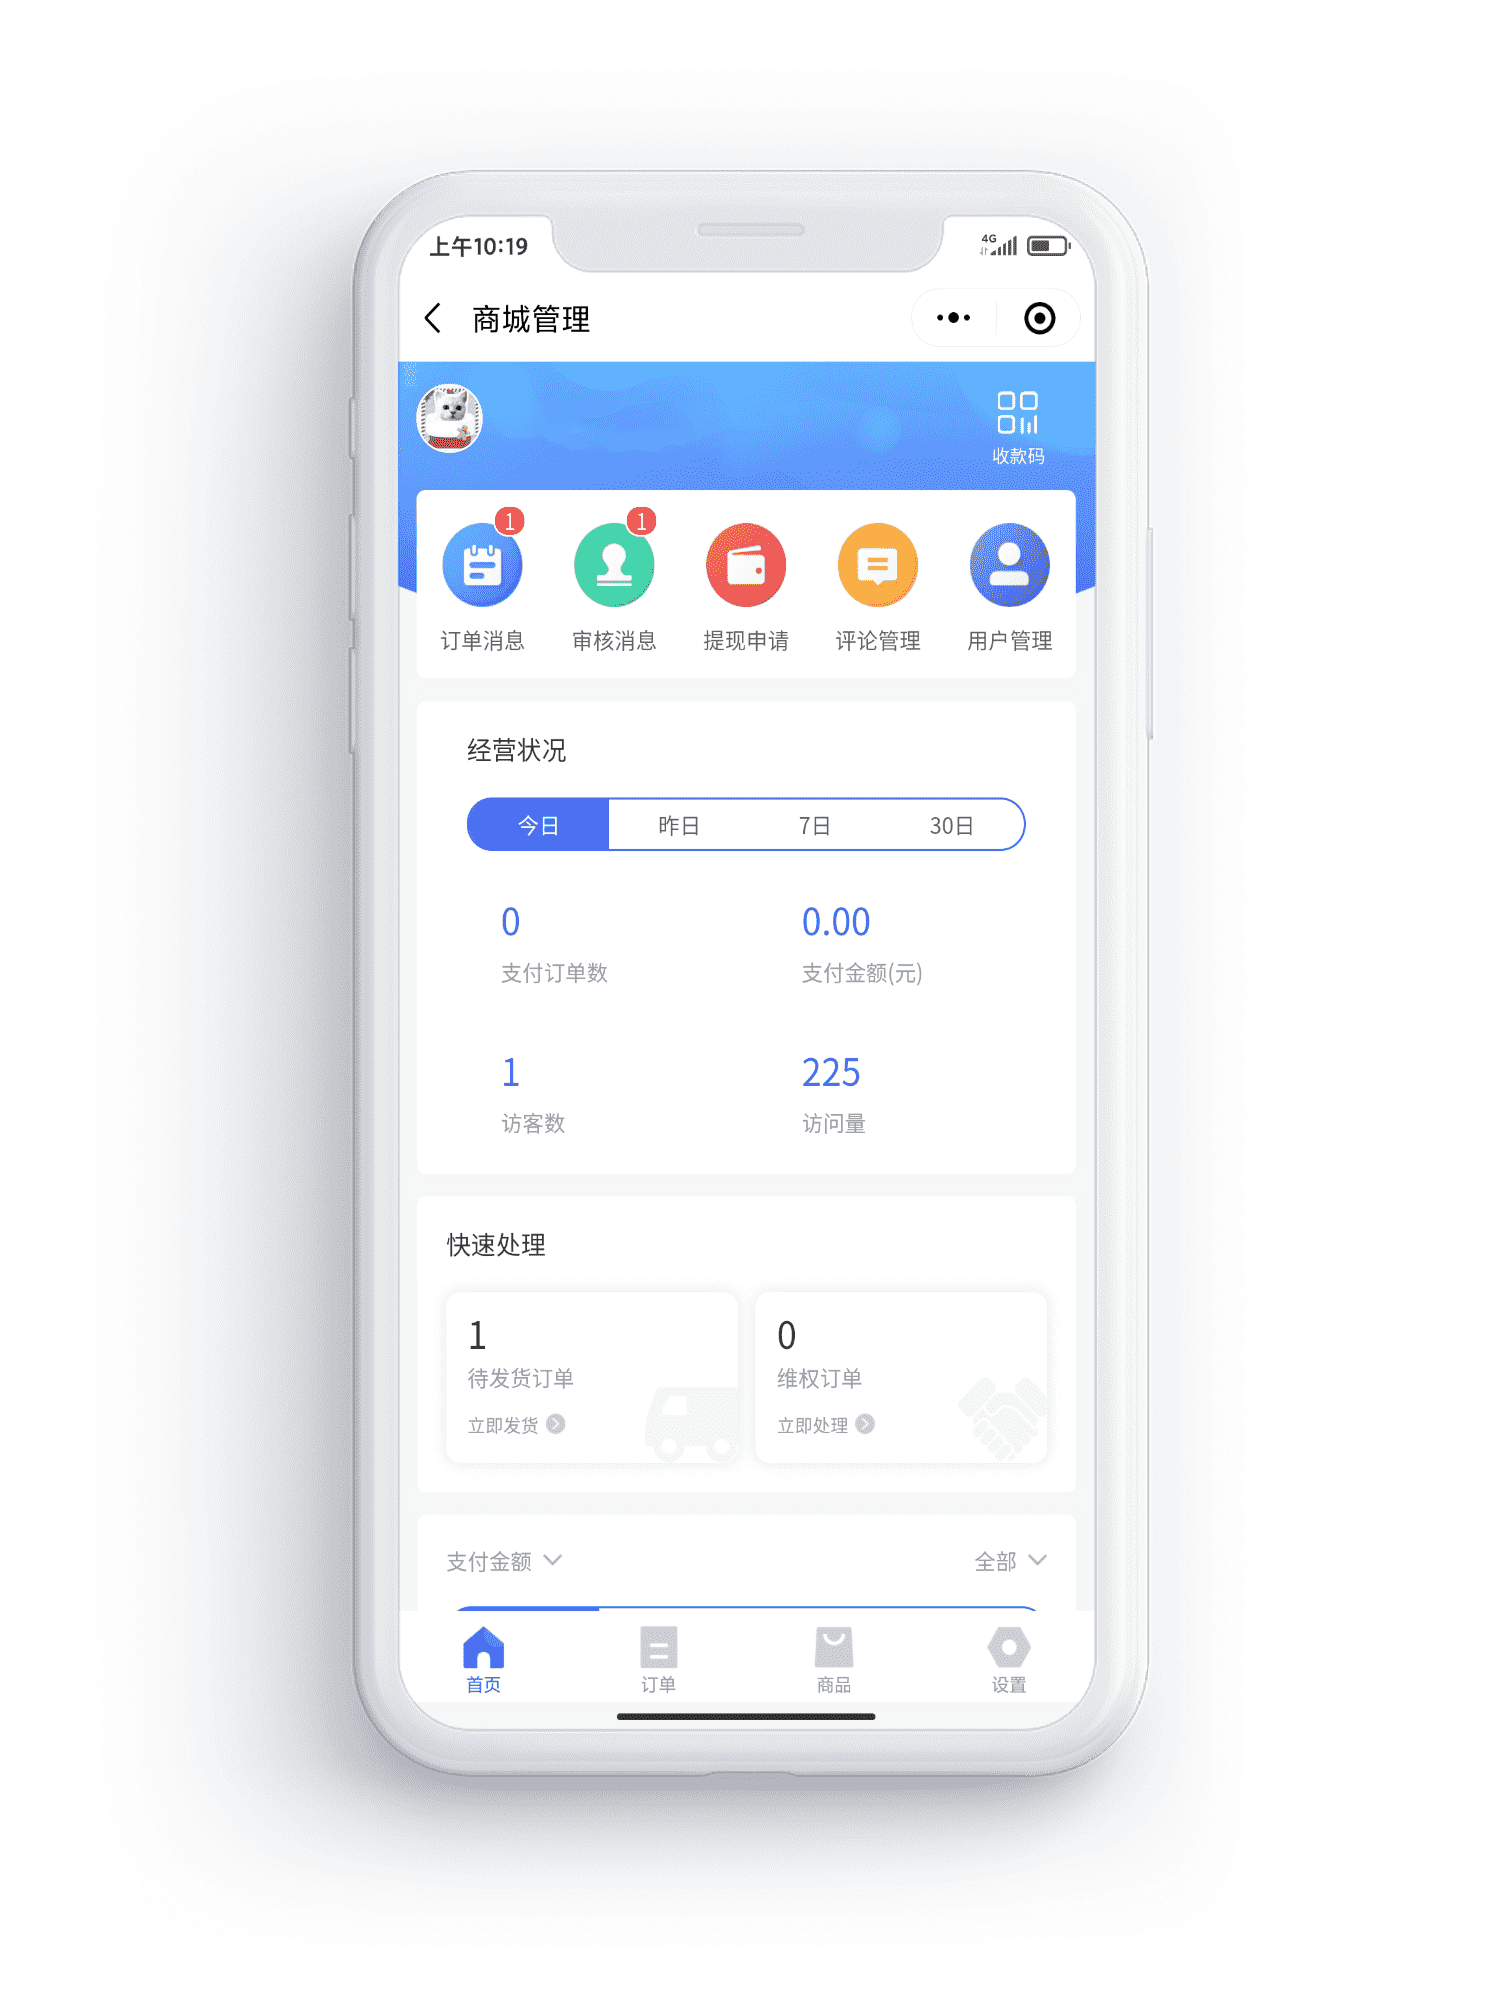 上午10:19
4G
商城管理
收款码
1
1
订单消息 审核消息 提现申请 评论管理 用户管理
经营状况
今日 昨日 7日 30日
0 0.00
支付订单数 支付金额(元)
1 225
访客数 访问量
快速处理
1 0
待发货订单 维权订单
立即发货 立即处理
支付金额 全部
首页 订单 商品 设置